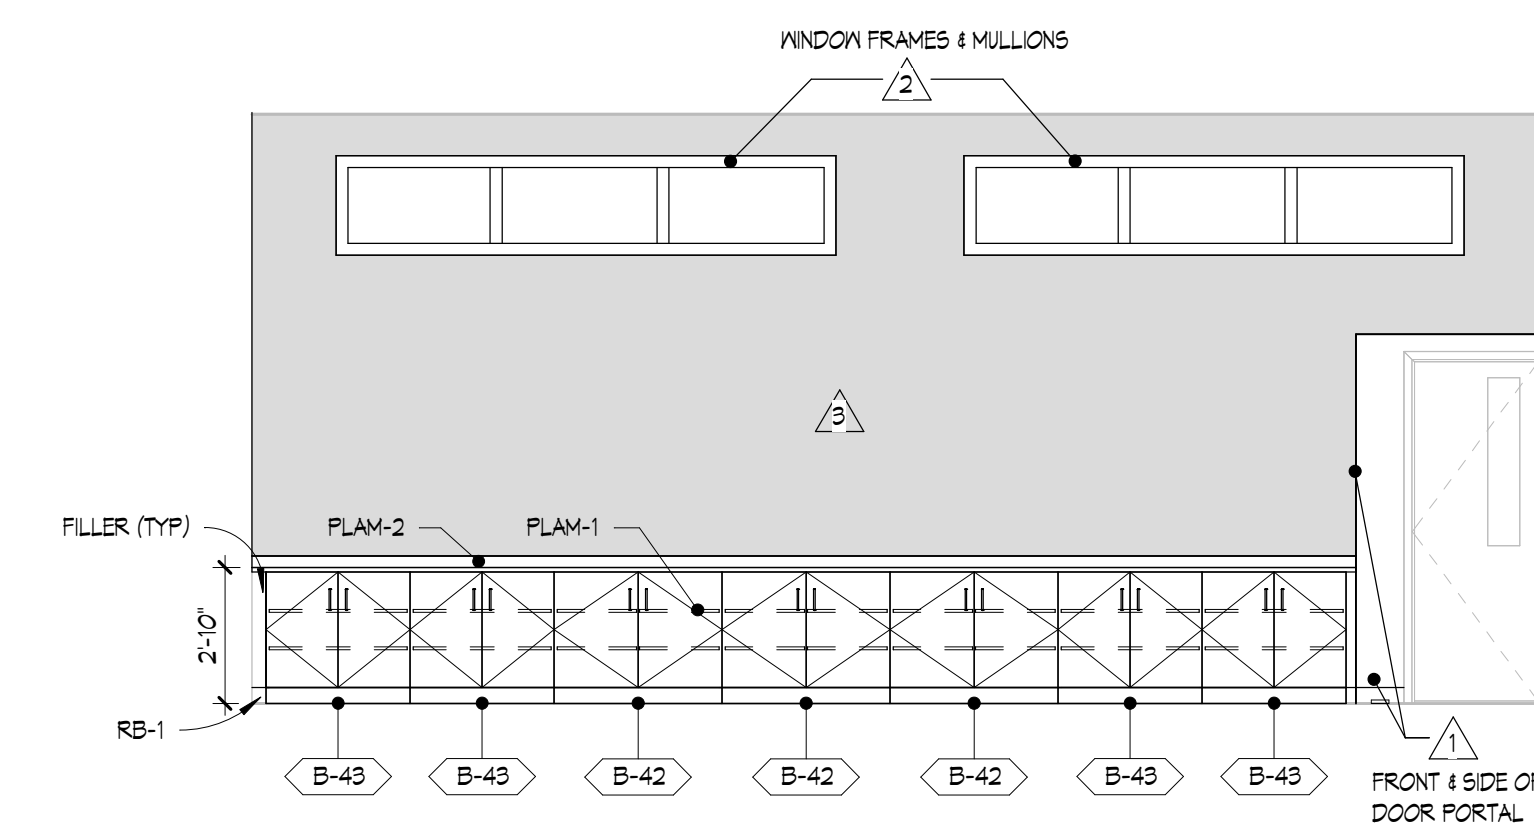 WINDOW FRAMES & MULLIONS
2
3
FILLER (TYP)
PLAM-2
PLAM-1
2'-10"
RB-1
B-43
B-43
B-42
B-42
B-42
B-43
B-43
1
FRONT & SIDE OF
DOOR PORTAL